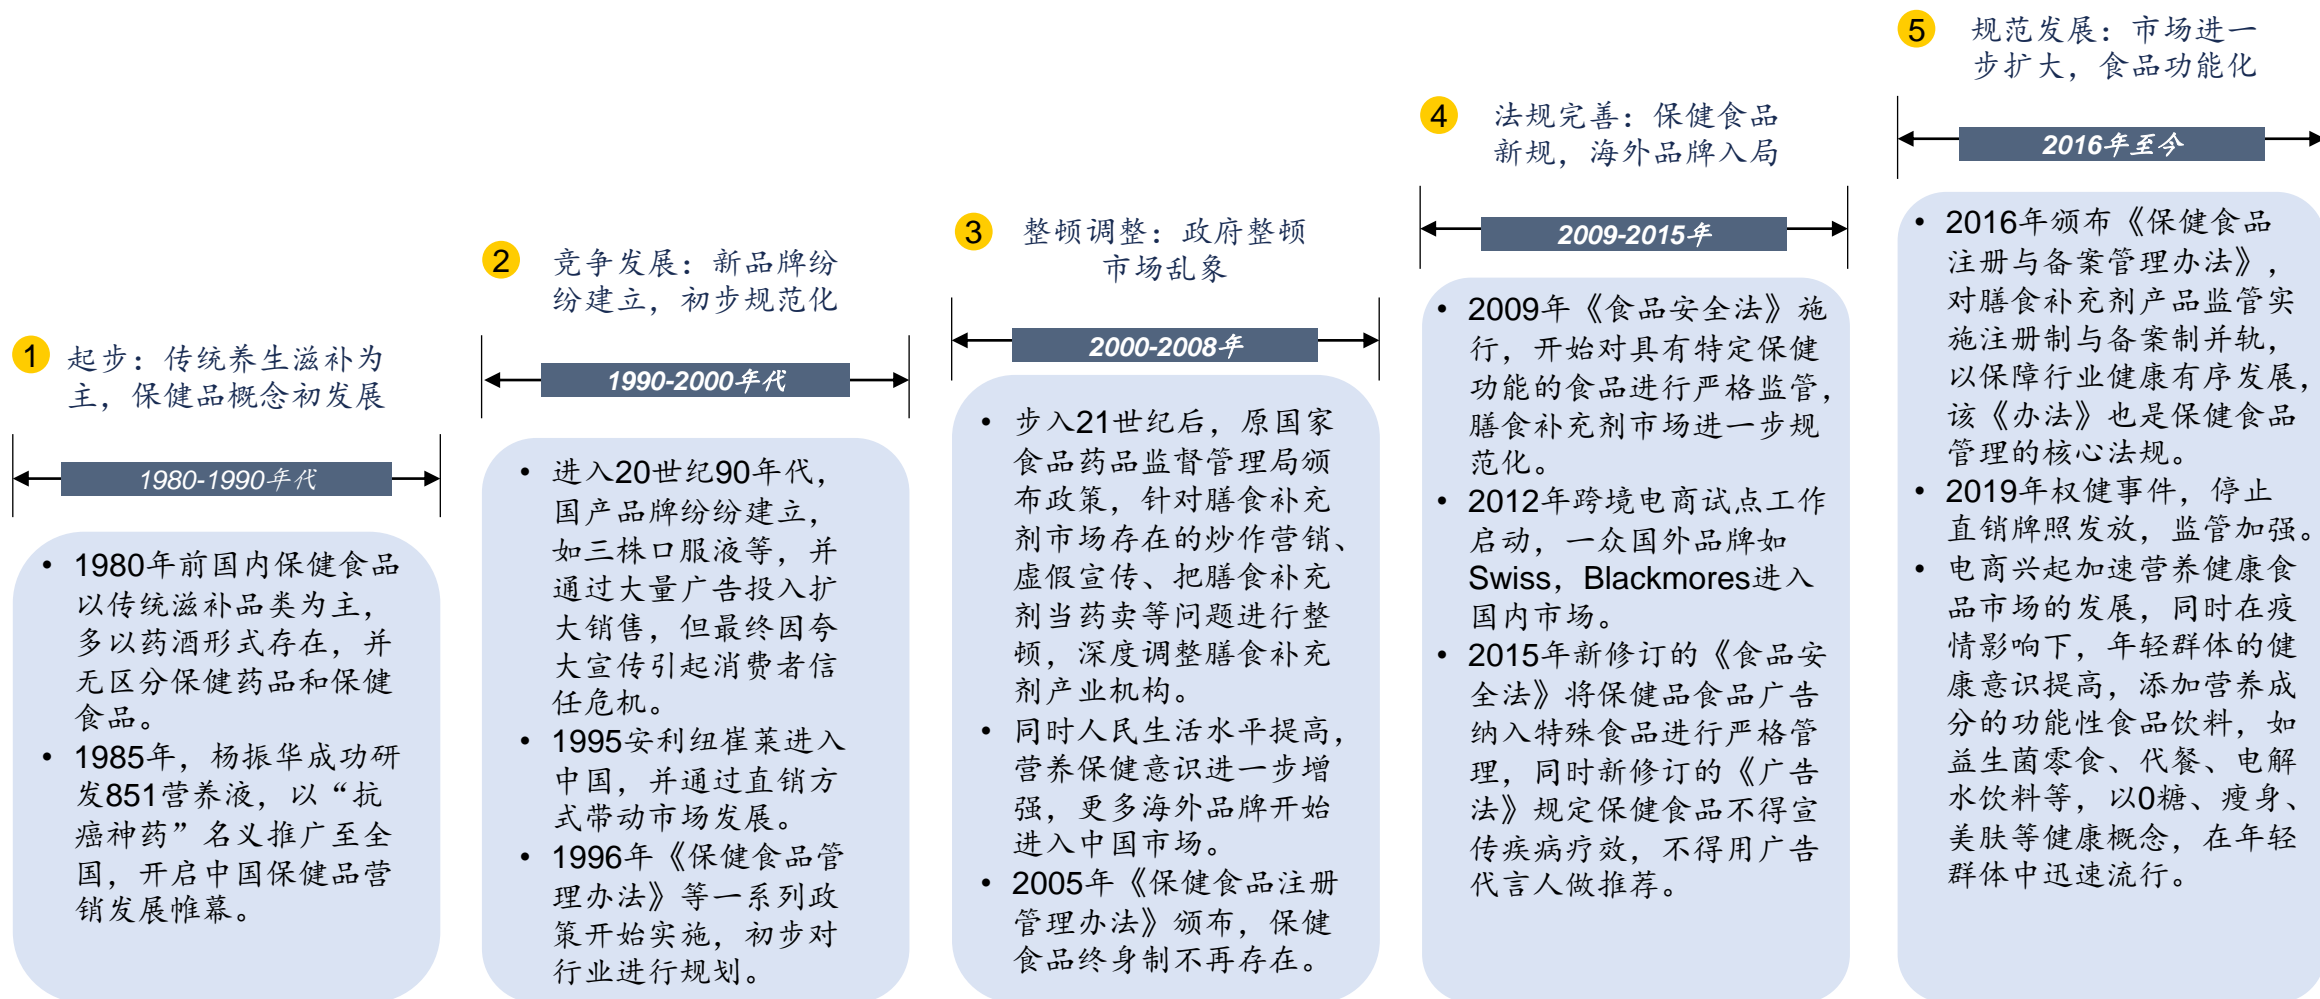 1
起步：传统养生滋补为
主，保健品概念初发展
1980-1990年代
• 1980年前国内保健食品
以传统滋补品类为主，
多以药酒形式存在，并
无区分保健药品和保健
食品。
• 1985年，杨振华成功研
发851营养液，以“抗
癌神药”名义推广至全
国，开启中国保健品营
销发展帷幕。
2
竞争发展：新品牌纷
纷建立，初步规范化
1990-2000年代
• 进入20世纪90年代，
国产品牌纷纷建立，
如三株口服液等，并
通过大量广告投入扩
大销售，但最终因夸
大宣传引起消费者信
任危机。
• 1995安利纽崔莱进入
中国，并通过直销方
式带动市场发展。
• 1996年《保健食品管
理办法》等一系列政
策开始实施，初步对
行业进行规划。
3
整顿调整：政府整顿
市场乱象
2000-2008年
• 步入21世纪后，原国家
食品药品监督管理局颁
布政策，针对膳食补充
剂市场存在的炒作营销、
虚假宣传、把膳食补充
剂当药卖等问题进行整
顿，深度调整膳食补充
剂产业机构。
• 同时人民生活水平提高，
营养保健意识进一步增
强，更多海外品牌开始
进入中国市场。
• 2005年《保健食品注册
管理办法》颁布，保健
食品终身制不再存在。
4
法规完善：保健食品
新规，海外品牌入局
2009-2015年
• 2009年《食品安全法》施
行，开始对具有特定保健
功能的食品进行严格监管，
膳食补充剂市场进一步规
范化。
• 2012年跨境电商试点工作
启动，一众国外品牌如
Swiss，Blackmores进入
国内市场。
• 2015年新修订的《食品安
全法》将保健品食品广告
纳入特殊食品进行严格管
理，同时新修订的《广告
法》规定保健食品不得宣
传疾病疗效，不得用广告
代言人做推荐。
5
规范发展：市场进一
步扩大，食品功能化
2016年至今
• 2016年颁布《保健食品
注册与备案管理办法》，
对膳食补充剂产品监管实
施注册制与备案制并轨，
以保障行业健康有序发展，
该《办法》也是保健食品
管理的核心法规。
• 2019年权健事件，停止
直销牌照发放，监管加强。
• 电商兴起加速营养健康食
品市场的发展，同时在疫
情影响下，年轻群体的健
康意识提高，添加营养成
分的功能性食品饮料，如
益生菌零食、代餐、电解
水饮料等，以0糖、瘦身、
美肤等健康概念，在年轻
群体中迅速流行。